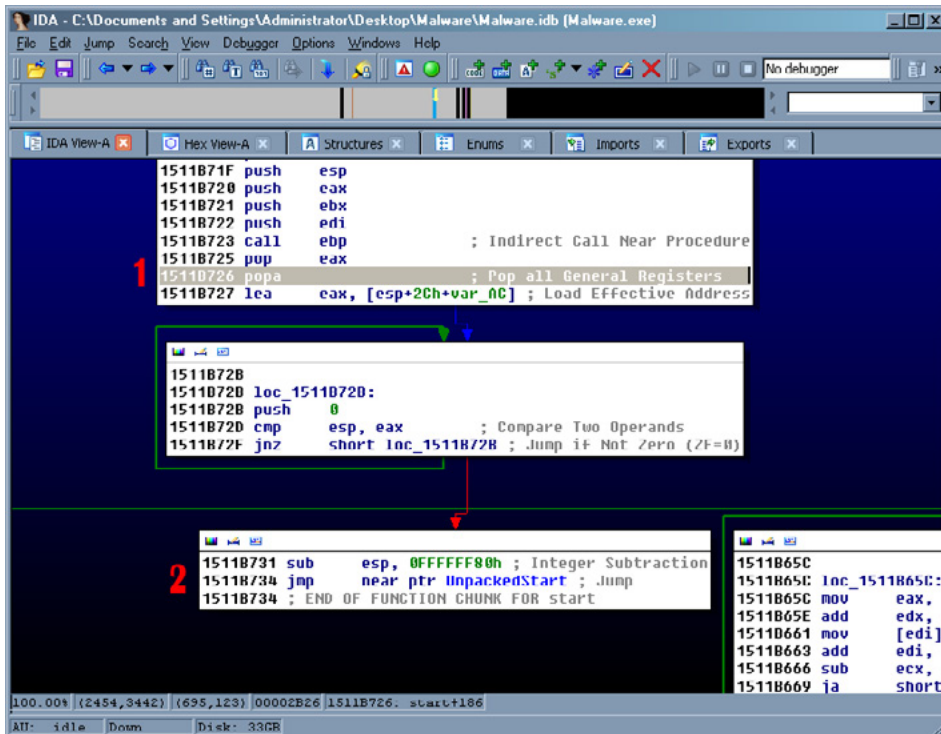 IDA - C:\Documents and Settings\Administrator\Desktop\Malware\Malware.idb (Malware.exe)
File Edit Jump Search View Debugger Options Windows Help
No debugger
IDA View-A Hex View-A Structures Enums Imports Exports
1511B71F push esp
1511B720 push eax
1511B721 push ebx
1511B722 push edi
1511B723 call ebp ; Indirect Call Near Procedure
1511B725 pop eax
1
1511B726 popa ; Pop all General Registers
1511B727 lea eax, [esp+2Ch+var_AC] ; Load Effective Address
1511B72B
1511B72B loc_1511B72B:
1511B72B push 0
1511B72D cmp esp, eax ; Compare Two Operands
1511B72F jnz short loc_1511B72B ; Jump if Not Zero (ZF=0)
2
1511B731 sub esp, 0FFFFFF80h ; Integer Subtraction
1511B734 jmp near ptr UnpackedStart ; Jump
1511B734 ; END OF FUNCTION CHUNK FOR start
1511B65C
1511B65C loc_1511B65C:
1511B65C mov eax,
1511B65E add edx,
1511B661 mov [edi]
1511B663 add edi,
1511B666 sub ecx,
1511B669 ja short
100.00% (2454,3442) (695,123) 00002B26 1511B726: start+186
AU: idle Down Disk: 33GB